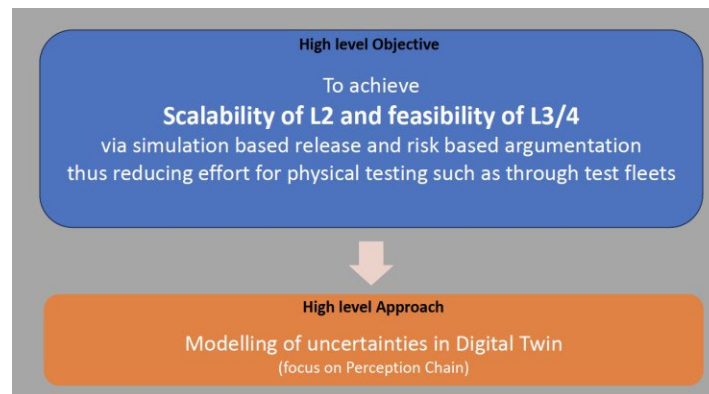 High level Objective
To achieve
Scalability of L2 and feasibility of L3/4
via simulation based release and risk based argumentation
thus reducing effort for physical testing such as through test fleets
High level Approach
Modelling of uncertainties in Digital Twin
(focus on Perception Chain)